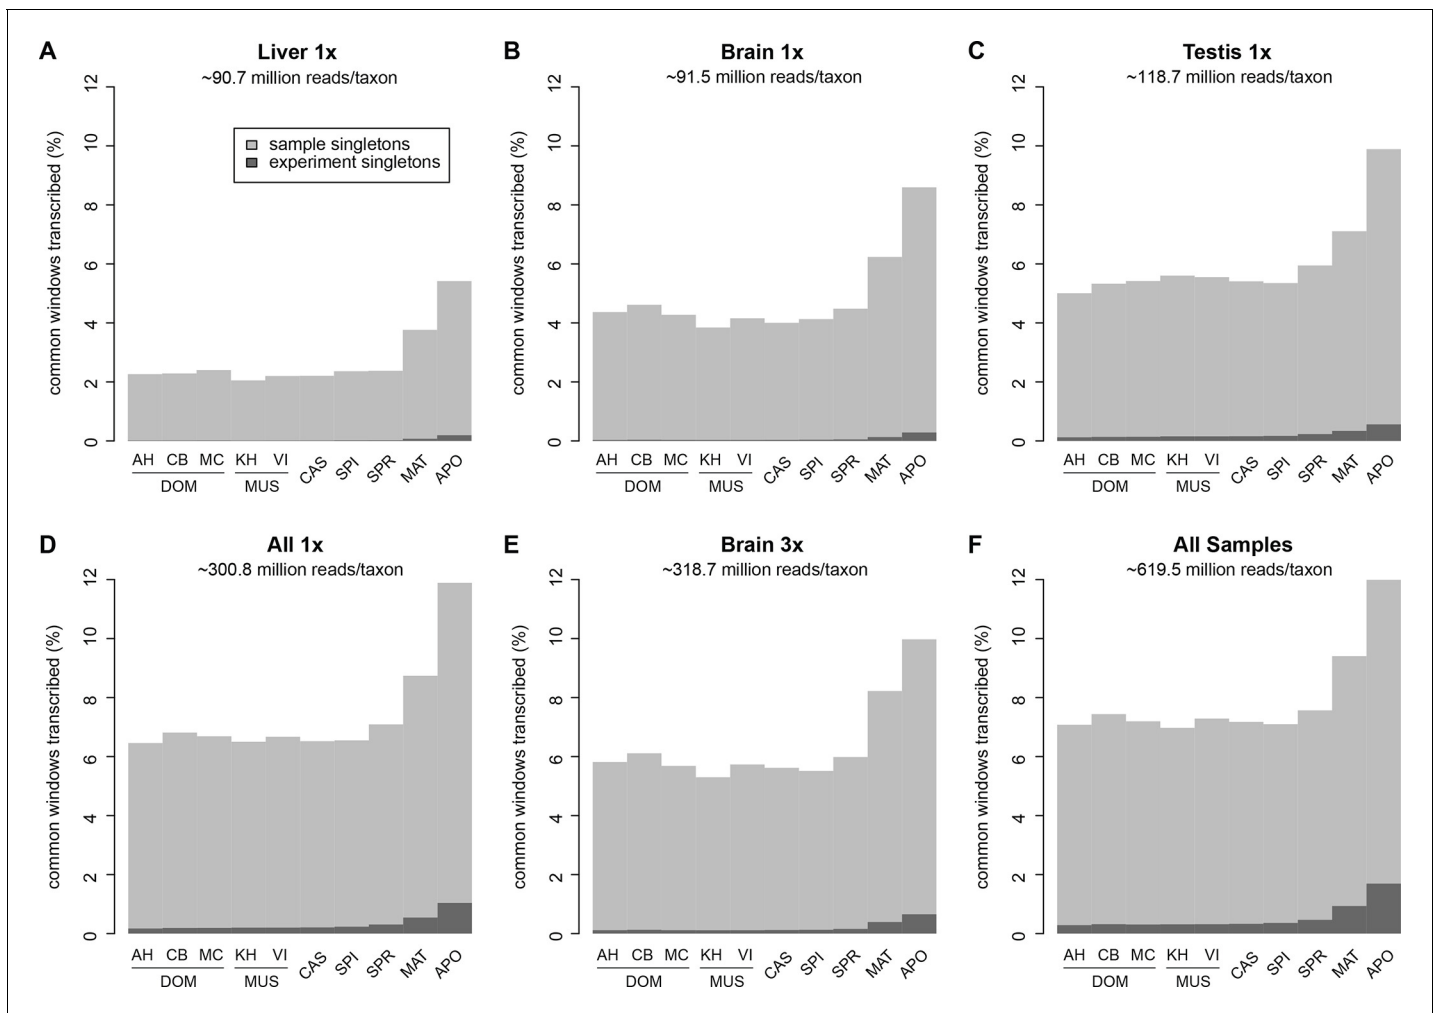 A
Liver 1x
~90.7 million reads/taxon
common windows transcribed (%)
12
10
8
6
4
2
0
sample singletons
experiment singletons
AH CB MC KH VI CAS SPI SPR MAT APO
DOM MUS
B
Brain 1x
~91.5 million reads/taxon
common windows transcribed (%)
12
10
8
6
4
2
0
AH CB MC KH VI CAS SPI SPR MAT APO
DOM MUS
C
Testis 1x
~118.7 million reads/taxon
common windows transcribed (%)
12
10
8
6
4
2
0
AH CB MC KH VI CAS SPI SPR MAT APO
DOM MUS
D
All 1x
~300.8 million reads/taxon
common windows transcribed (%)
12
10
8
6
4
2
0
AH CB MC KH VI CAS SPI SPR MAT APO
DOM MUS
E
Brain 3x
~318.7 million reads/taxon
common windows transcribed (%)
12
10
8
6
4
2
0
AH CB MC KH VI CAS SPI SPR MAT APO
DOM MUS
F
All Samples
~619.5 million reads/taxon
common windows transcribed (%)
12
10
8
6
4
2
0
AH CB MC KH VI CAS SPI SPR MAT APO
DOM MUS